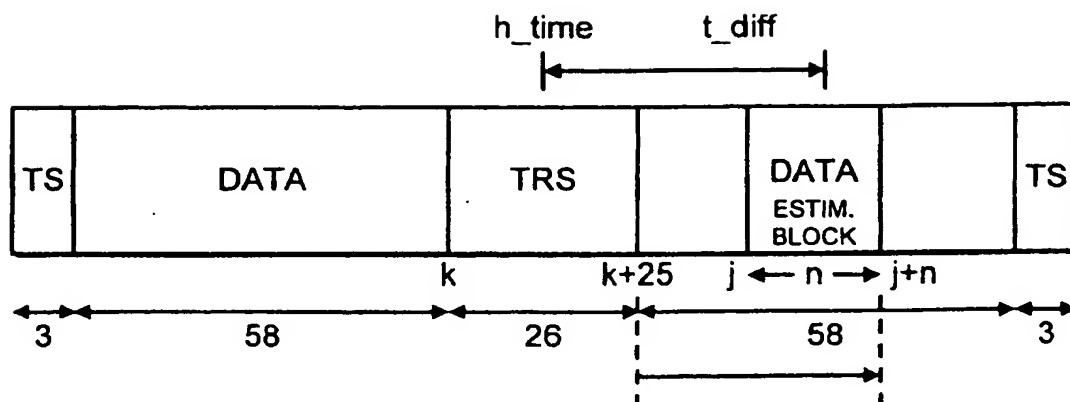 h_time t_diff
TS DATA TRS DATA TS
ESTIM.
BLOCK
k k+25 j n j+n
3 58 26 58 3